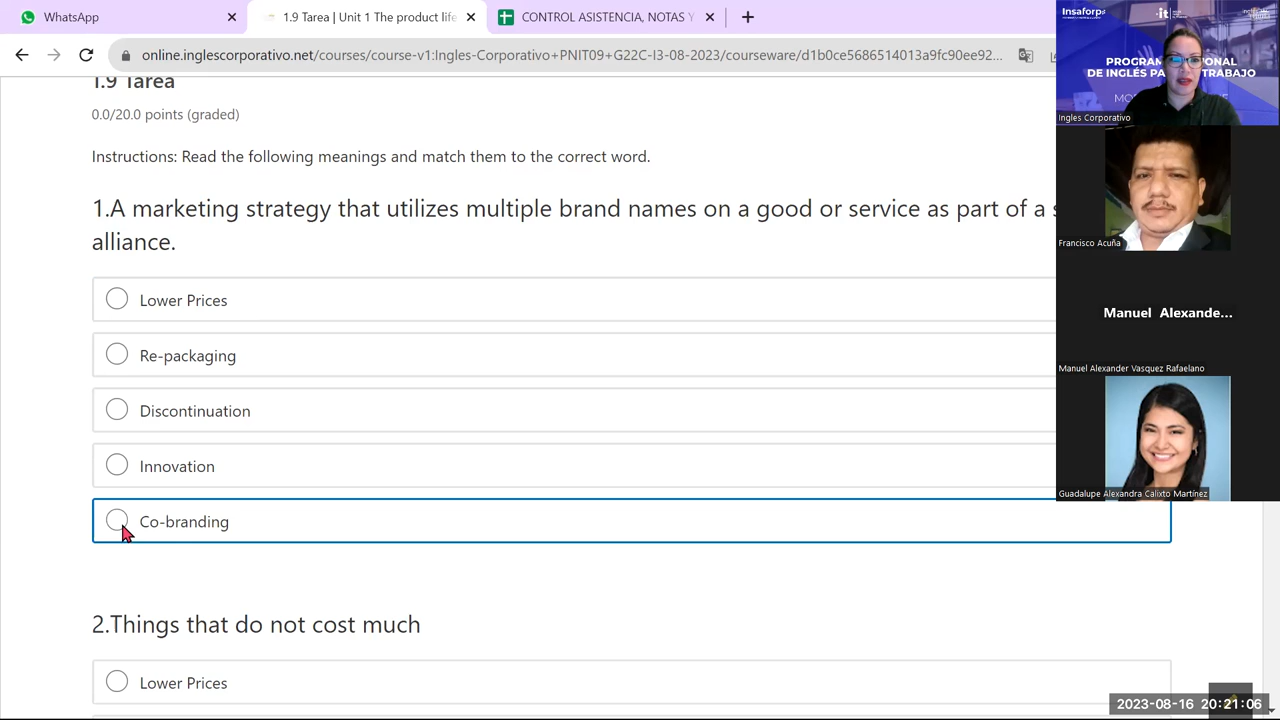 WhatsApp
1.9 Tarea | Unit 1: The product life
CONTROL ASISTENCIA NOTAS
online.inglescorporativo.net/courses/course-v1:Ingles-Corporativo+PNIT09+G22C-I3-08-2023/courseware/d1b0ce5686514013a9fc90ee92...
Insaforp
PROGRAMA
DE INGLÉS PA TRABAJO
Ingles Corporativo
Francisco Acuña
Manuel Alexande...
Manuel Alexander Vasquez Rafaelano
Guadalupe Alexandra Calixto Martínez
1.9 Tarea
0.0/20.0 points (graded)
Instructions: Read the following meanings and match them to the correct word.
1.A marketing strategy that utilizes multiple brand names on a good or service as part of a s
alliance.
Lower Prices
Re-packaging
Discontinuation
Innovation
Co-branding
2.Things that do not cost much
Lower Prices
2023-08-16 20:21:06